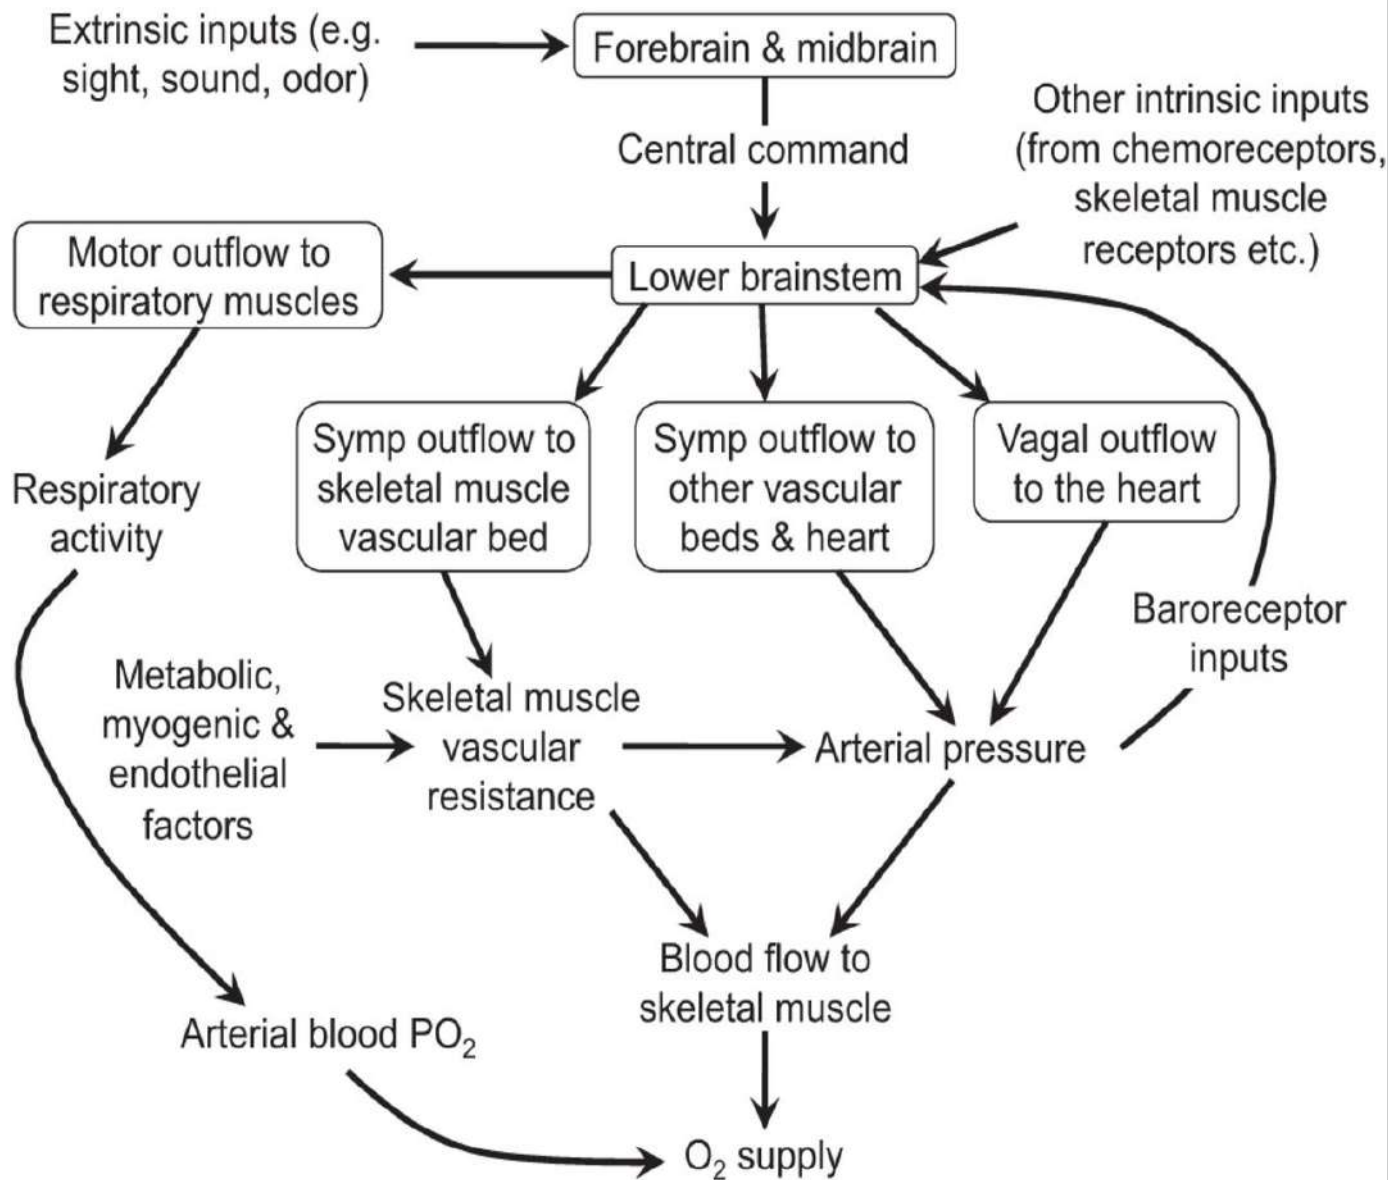 Extrinsic inputs (e.g.
sight, sound, odor)
Forebrain & midbrain
Central command
Other intrinsic inputs
(from chemoreceptors,
skeletal muscle
receptors etc.)
Motor outflow to
respiratory muscles
Lower brainstem
Symp outflow to
skeletal muscle
vascular bed
Symp outflow to
other vascular
beds & heart
Vagal outflow
to the heart
Respiratory
activity
Baroreceptor
inputs
Metabolic,
myogenic &
endothelial
factors
Skeletal muscle
vascular
resistance
Arterial pressure
Blood flow to
skeletal muscle
Arterial blood PO₂
O₂ supply